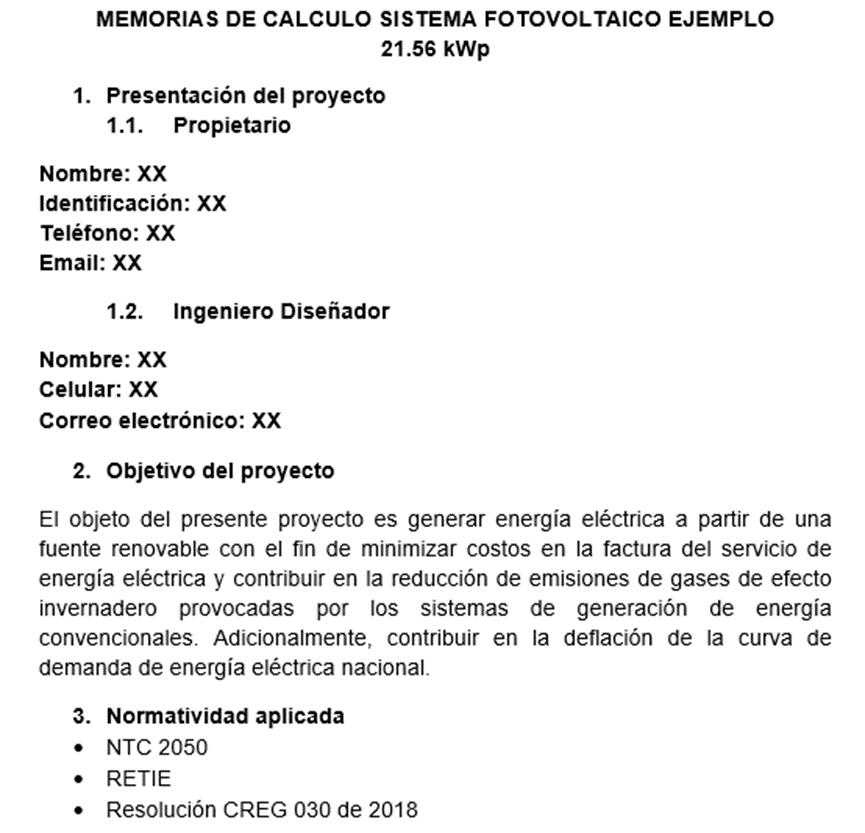 MEMORIAS DE CALCULO SISTEMA FOTOVOLTAICO EJEMPLO
21.56 kWp
1. Presentación del proyecto
1.1. Propietario
Nombre: XX
Identificación: XX
Teléfono: XX
Email: XX
1.2. Ingeniero Diseñador
Nombre: XX
Celular: XX
Correo electrónico: XX
2. Objetivo del proyecto
El objeto del presente proyecto es generar energía eléctrica a partir de una
fuente renovable con el fin de minimizar costos en la factura del servicio de
energía eléctrica y contribuir en la reducción de emisiones de gases de efecto
invernadero provocadas por los sistemas de generación de energía
convencionales. Adicionalmente, contribuir en la deflación de la curva de
demanda de energía eléctrica nacional.
3. Normatividad aplicada
• NTC 2050
• RETIE
• Resolución CREG 030 de 2018